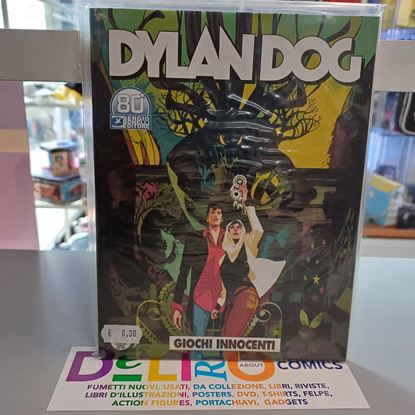 DYLAN DOG
80
SERGIO
BONELLI
EDITORE
€ 6,30
GIOCHI INNOCENTI
DELIRIO ABOUT COMICS
FUMETTI NUOVI, USATI, DA COLLEZIONE, LIBRI, RIVISTE,
LIBRI D'ILLUSTRAZIONI, POSTERS, DVD, T-SHIRTS, FELPE,
ACTION FIGURES, PORTACHIAVI, GADGETS